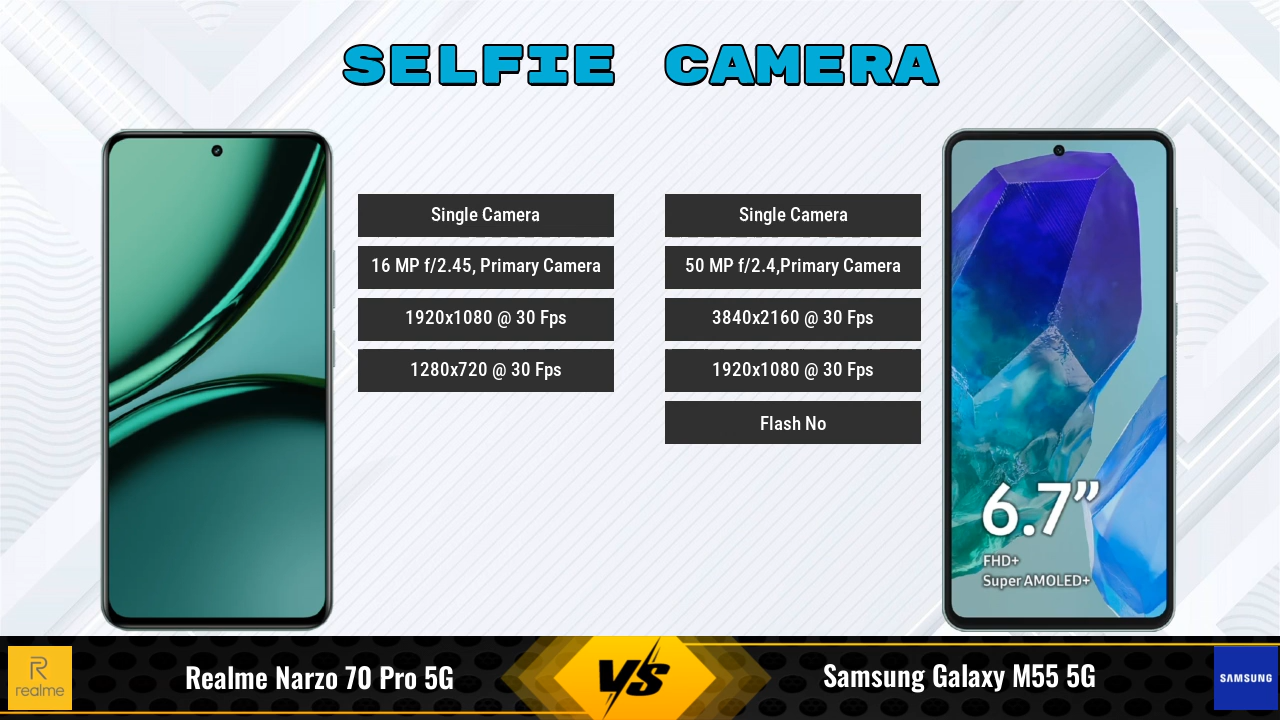 SELFIE CAMERA
Single Camera
16 MP f/2.45, Primary Camera
1920x1080 @ 30 Fps
1280x720 @ 30 Fps
Single Camera
50 MP f/2.4,Primary Camera
3840x2160 @ 30 Fps
1920x1080 @ 30 Fps
Flash No
6.7”
FHD+
Super AMOLED+
realme
Realme Narzo 70 Pro 5G
VS
Samsung Galaxy M55 5G
SAMSUNG